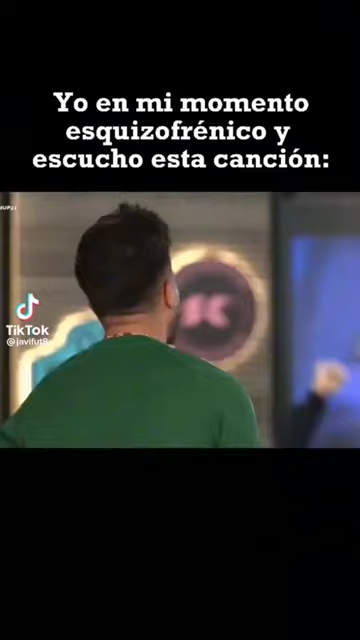 Yo en mi momento
esquizofrénico y
escucho esta canción:
TikTok
@javifut8
K